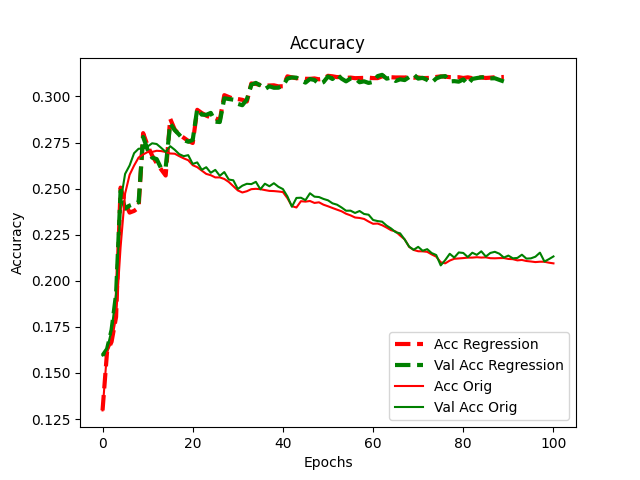 Accuracy
0.300
0.275
0.250
0.225
0.200
0.175
0.150
0.125
Accuracy
0 20 40 60 80 100
Epochs
Acc Regression
Val Acc Regression
Acc Orig
Val Acc Orig